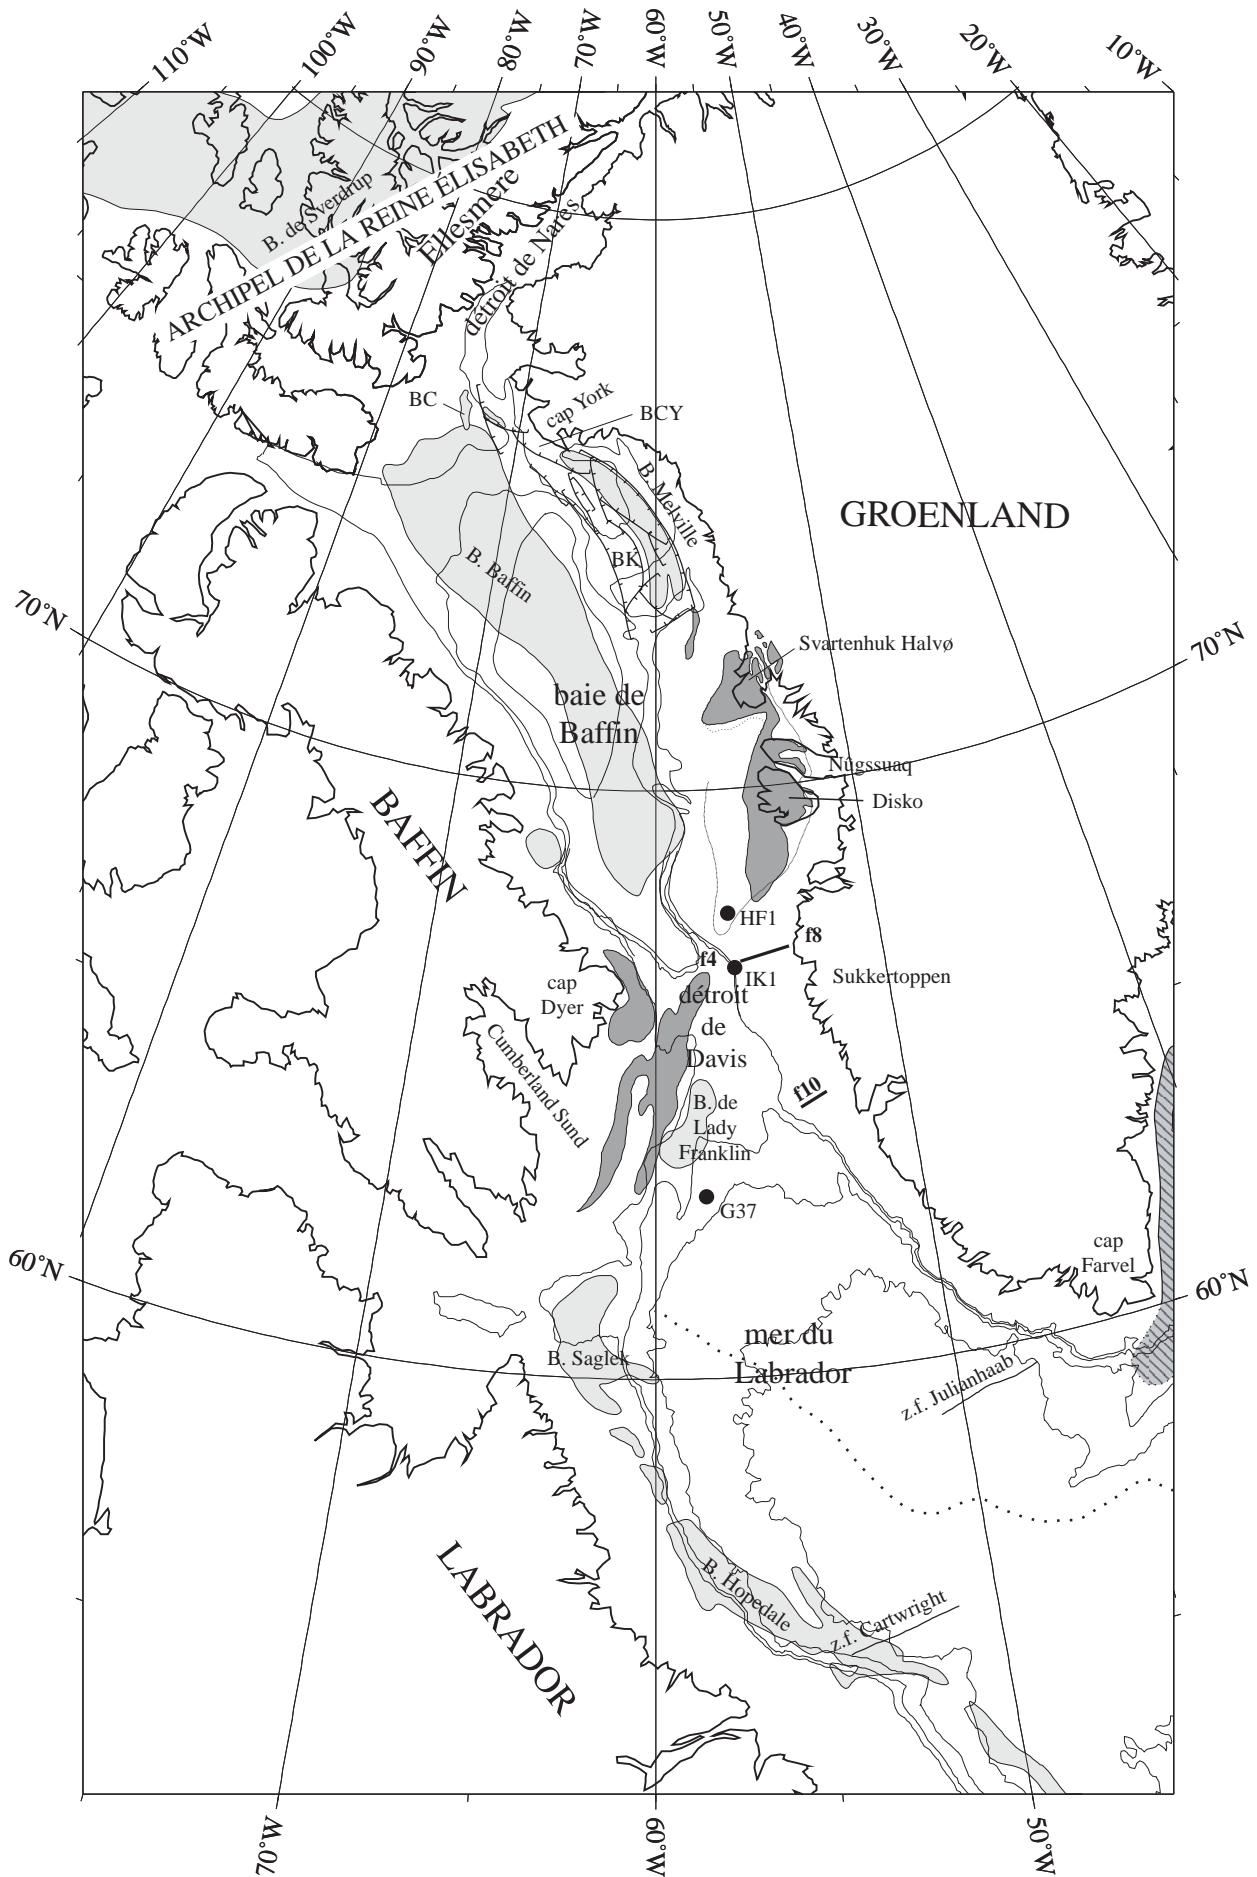 110°W
100°W
90°W
80°W
70°W
60°W
50°W
40°W
30°W
20°W
10°W
ARCHIPEL DE LA REINE ELISABETH
B. de Sverdrup
Ellesmere
détroit de Nares
BC
cap York
BCY
B. Melville
GROENLAND
BK
B. Baffin
70°N
70°N
Svartenhuk Halvø
baie de
Baffin
Nûgssuaq
Disko
BAFFIN
HF1
f8
f4
IK1
Sukkertoppen
cap
Dyer
détroit
de
Davis
Cumberland Sund
f10
B. de
Lady
Franklin
G37
cap
Farvel
60°N
60°N
mer du
Labrador
B. Saglek
z.f. Julianhaab
LABRADOR
B. Hopedale
z.f. Cartwright
70°W
60°W
50°W